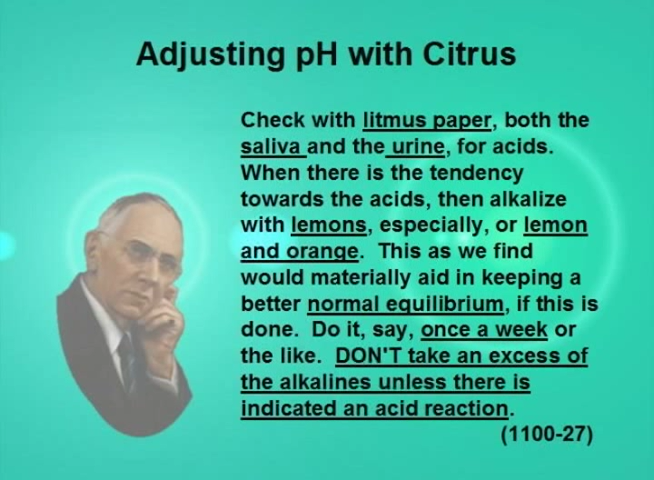 Adjusting pH with Citrus
Check with litmus paper, both the
saliva and the urine, for acids.
When there is the tendency
towards the acids, then alkalize
with lemons, especially, or lemon
and orange.  This as we find
would materially aid in keeping a
better normal equilibrium, if this is
done.  Do it, say, once a week or
the like.  DON'T take an excess of
the alkalines unless there is
indicated an acid reaction.
(1100-27)